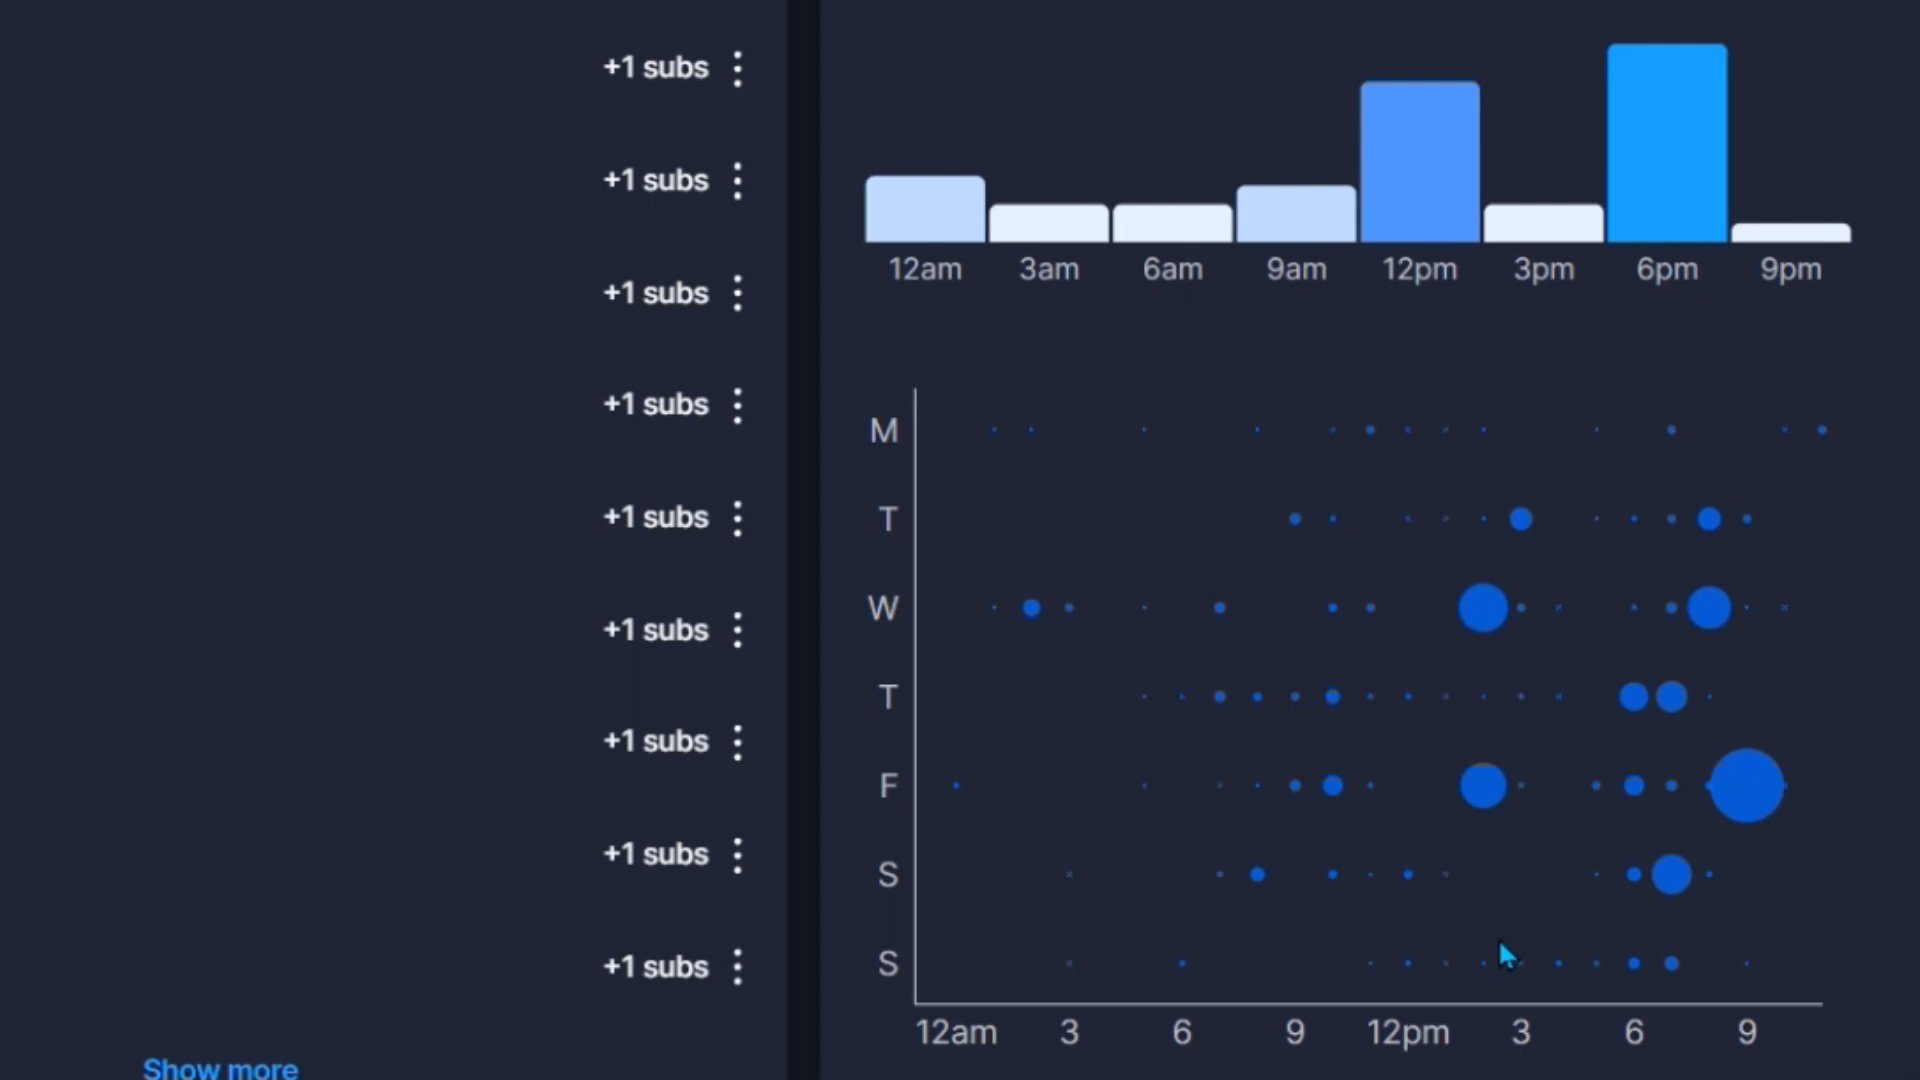 +1 subs
+1 subs
+1 subs
+1 subs
+1 subs
+1 subs
+1 subs
+1 subs
+1 subs
Show more
12am 3am 6am 9am 12pm 3pm 6pm 9pm
M
T
W
T
F
S
S
12am 3 6 9 12pm 3 6 9